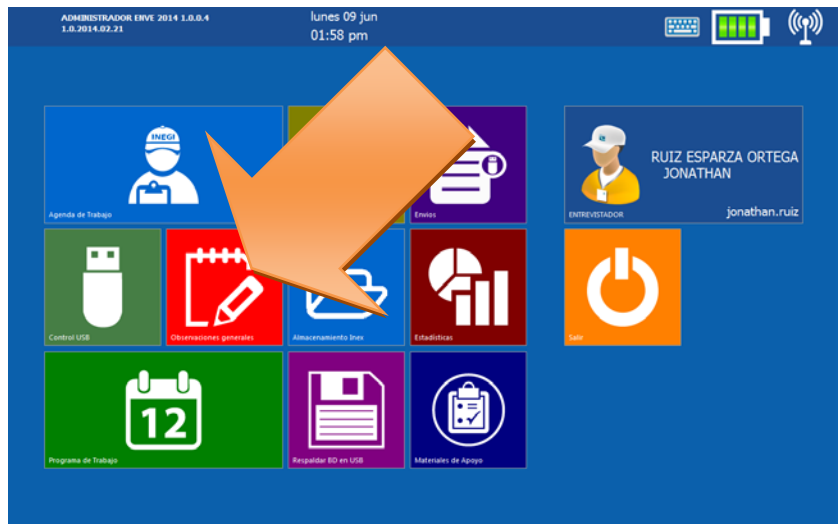 ADMINISTRADOR ENVE 2014 1.0.0.4
1.0.2014.02.21
lunes 09 jun
01:58 pm
INEGI
Agenda de Trabajo
Envios
RUIZ ESPARZA ORTEGA
JONATHAN
ENTREVISTADOR
jonathan.ruiz
Control USB
Observaciones generales
Almacenamiento Inex
Estadísticas
Salir
12
Programa de Trabajo
Respaldar BD en USB
Materiales de Apoyo